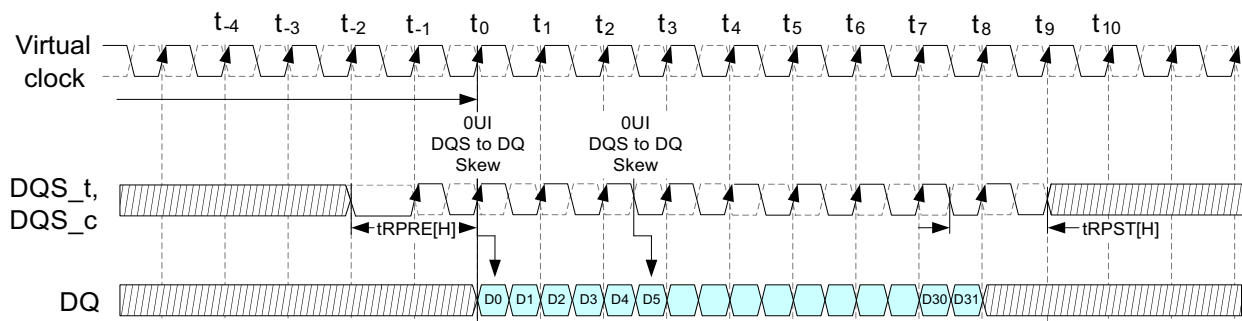 t-4 t-3 t-2 t-1 t0 t1 t2 t3 t4 t5 t6 t7 t8 t9 t10
Virtual
clock
0UI
DQS to DQ
Skew
0UI
DQS to DQ
Skew
DQS_t,
DQS_c
tRPRE[H]
tRPST[H]
DQ
D0 D1 D2 D3 D4 D5 D30 D31